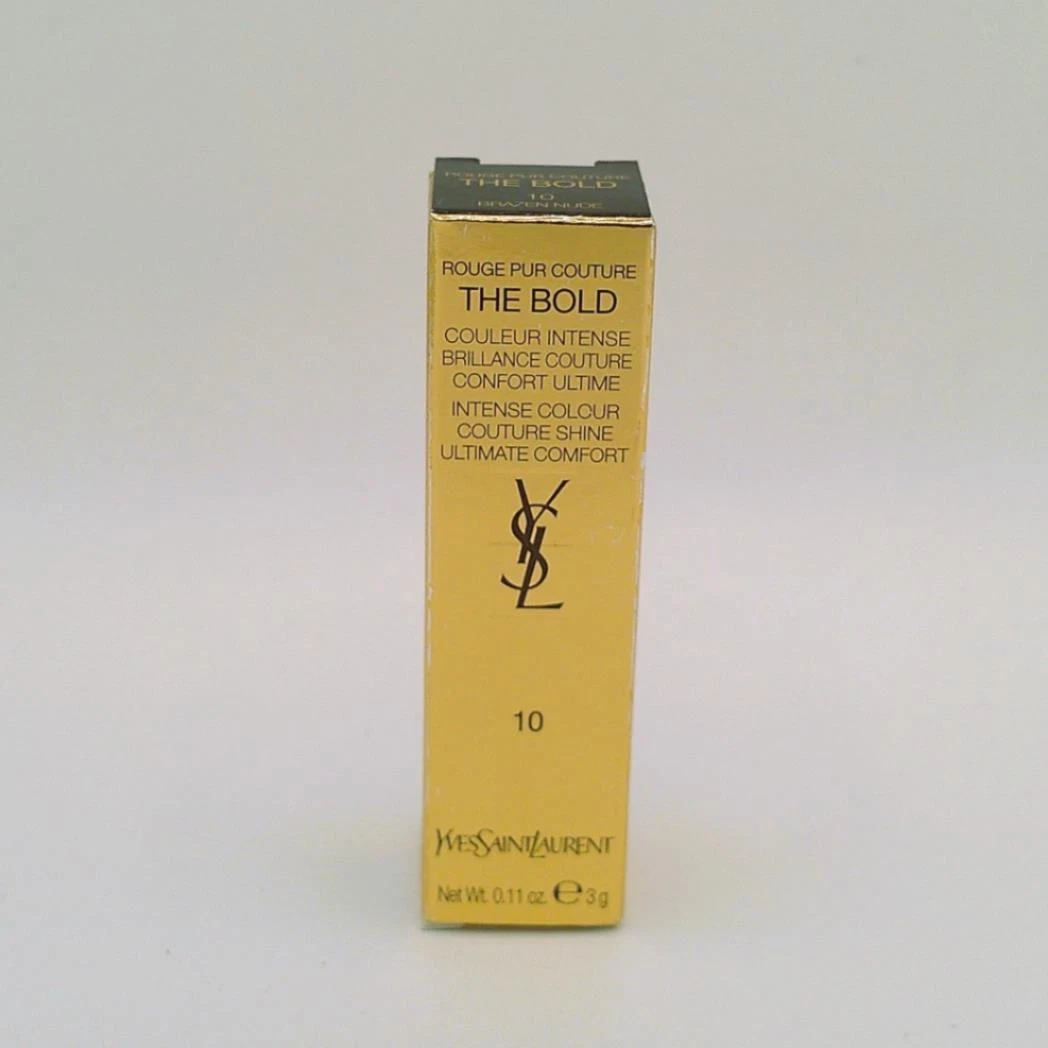 ROUGE PUR COUTURE
THE BOLD
10
BRAZEN NUDE
ROUGE PUR COUTURE
THE BOLD
COULEUR INTENSE
BRILLANCE COUTURE
CONFORT ULTIME
INTENSE COLOUR
COUTURE SHINE
ULTIMATE COMFORT
YSL
10
YVESSAINTLAURENT
Net Wt. 0.11 oz. ℮ 3 g